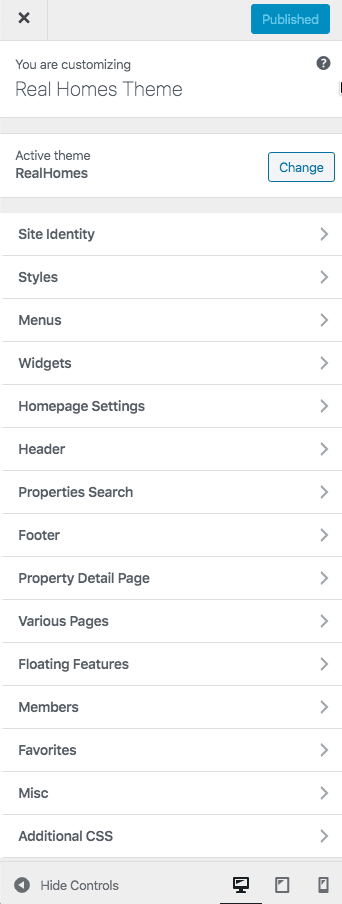 Published
You are customizing
Real Homes Theme
Active theme
RealHomes
Change
Site Identity
Styles
Menus
Widgets
Homepage Settings
Header
Properties Search
Footer
Property Detail Page
Various Pages
Floating Features
Members
Favorites
Misc
Additional CSS
Hide Controls